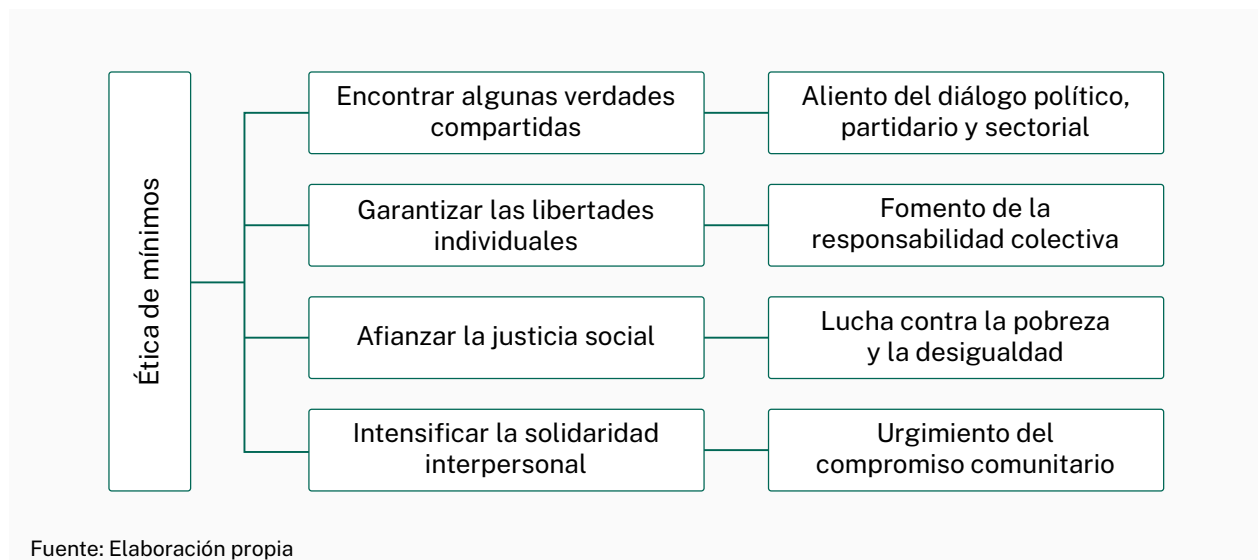 Ética de mínimos
Encontrar algunas verdades
compartidas
Aliento del diálogo político,
partidario y sectorial
Garantizar las libertades
individuales
Fomento de la
responsabilidad colectiva
Afianzar la justicia social
Lucha contra la pobreza
y la desigualdad
Intensificar la solidaridad
interpersonal
Urgimiento del
compromiso comunitario
Fuente: Elaboración propia